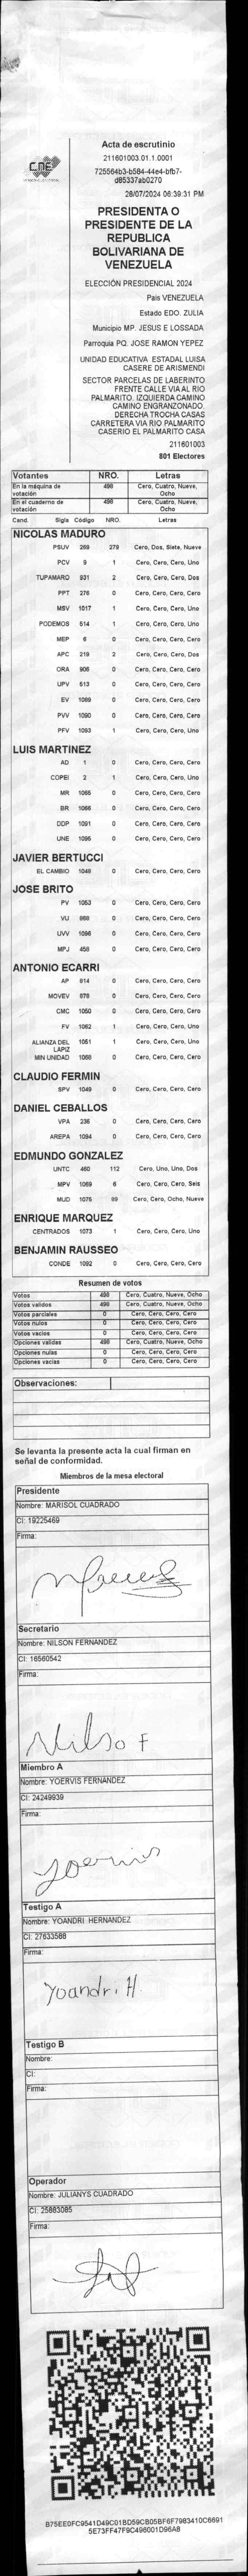 CNE
Acta de escrutinio
211601003.01.1.0001
725564b3-b584-44e4-bfb7-
d85337ab0270
28/07/2024 06:39:31 PM
PRESIDENTA O
PRESIDENTE DE LA
REPUBLICA
BOLIVARIANA DE
VENEZUELA
ELECCIÓN PRESIDENCIAL 2024
Pais VENEZUELA
Estado EDO. ZULIA
Municipio MP. JESUS E LOSSADA
Parroquia PQ. JOSE RAMON YEPEZ
UNIDAD EDUCATIVA ESTADAL LUISA
CASERE DE ARISMENDI
SECTOR PARCELAS DE LABERINTO
FRENTE CALLE VIA AL RIO
PALMARITO. IZQUIERDA CAMINO
CAMINO ENGRANZONADO.
DERECHA TROCHA CASAS
CARRETERA VIA RIO PALMARITO
CASERIO EL PALMARITO CASA
211601003
801 Electores
Votantes NRO. Letras
En la máquina de votación 498 Cero, Cuatro, Nueve, Ocho
En el cuaderno de votación 498 Cero, Cuatro, Nueve, Ocho
Cand. Sigla Código NRO. Letras
NICOLAS MADURO
PSUV 269 279 Cero, Dos, Siete, Nueve
PCV 9 1 Cero, Cero, Cero, Uno
TUPAMARO 931 2 Cero, Cero, Cero, Dos
PPT 276 0 Cero, Cero, Cero, Cero
MSV 1017 1 Cero, Cero, Cero, Uno
PODEMOS 514 1 Cero, Cero, Cero, Uno
MEP 6 0 Cero, Cero, Cero, Cero
APC 219 2 Cero, Cero, Cero, Dos
ORA 906 0 Cero, Cero, Cero, Cero
UPV 513 0 Cero, Cero, Cero, Cero
EV 1089 0 Cero, Cero, Cero, Cero
PVV 1090 0 Cero, Cero, Cero, Cero
PFV 1093 1 Cero, Cero, Cero, Uno
LUIS MARTINEZ
AD 1 0 Cero, Cero, Cero, Cero
COPEI 2 1 Cero, Cero, Cero, Uno
MR 1065 0 Cero, Cero, Cero, Cero
BR 1066 0 Cero, Cero, Cero, Cero
DDP 1091 0 Cero, Cero, Cero, Cero
UNE 1095 0 Cero, Cero, Cero, Cero
JAVIER BERTUCCI
EL CAMBIO 1048 0 Cero, Cero, Cero, Cero
JOSE BRITO
PV 1053 0 Cero, Cero, Cero, Cero
VU 868 0 Cero, Cero, Cero, Cero
UVV 1096 0 Cero, Cero, Cero, Cero
MPJ 458 0 Cero, Cero, Cero, Cero
ANTONIO ECARRI
AP 814 0 Cero, Cero, Cero, Cero
MOVEV 878 0 Cero, Cero, Cero, Cero
CMC 1050 0 Cero, Cero, Cero, Cero
FV 1062 1 Cero, Cero, Cero, Uno
ALIANZA DEL LAPIZ 1051 1 Cero, Cero, Cero, Uno
MIN UNIDAD 1068 0 Cero, Cero, Cero, Cero
CLAUDIO FERMIN
SPV 1049 0 Cero, Cero, Cero, Cero
DANIEL CEBALLOS
VPA 236 0 Cero, Cero, Cero, Cero
AREPA 1094 0 Cero, Cero, Cero, Cero
EDMUNDO GONZALEZ
UNTC 460 112 Cero, Uno, Uno, Dos
MPV 1069 6 Cero, Cero, Cero, Seis
MUD 1075 89 Cero, Cero, Ocho, Nueve
ENRIQUE MARQUEZ
CENTRADOS 1073 1 Cero, Cero, Cero, Uno
BENJAMIN RAUSSEO
CONDE 1092 0 Cero, Cero, Cero, Cero
Resumen de votos
Votos 498 Cero, Cuatro, Nueve, Ocho
Votos validos 498 Cero, Cuatro, Nueve, Ocho
Votos parciales 0 Cero, Cero, Cero, Cero
Votos nulos 0 Cero, Cero, Cero, Cero
Votos vacios 0 Cero, Cero, Cero, Cero
Opciones validas 498 Cero, Cuatro, Nueve, Ocho
Opciones nulas 0 Cero, Cero, Cero, Cero
Opciones vacias 0 Cero, Cero, Cero, Cero
Observaciones:
Se levanta la presente acta la cual firman en
señal de conformidad.
Miembros de la mesa electoral
Presidente
Nombre: MARISOL CUADRADO
CI: 19225469
Firma:
Secretario
Nombre: NILSON FERNANDEZ
CI: 16560542
Firma:
Nilso F
Miembro A
Nombre: YOERVIS FERNANDEZ
CI: 24249939
Firma:
Testigo A
Nombre: YOANDRI HERNANDEZ
CI: 27633588
Firma:
Yoandri H
Testigo B
Nombre:
CI:
Firma:
Operador
Nombre: JULIANYS CUADRADO
CI: 25883085
Firma:
B75EE0FC9541D49C01BD59CB05BF6F7983410C6691
5E73FF47F9C496001D96A8